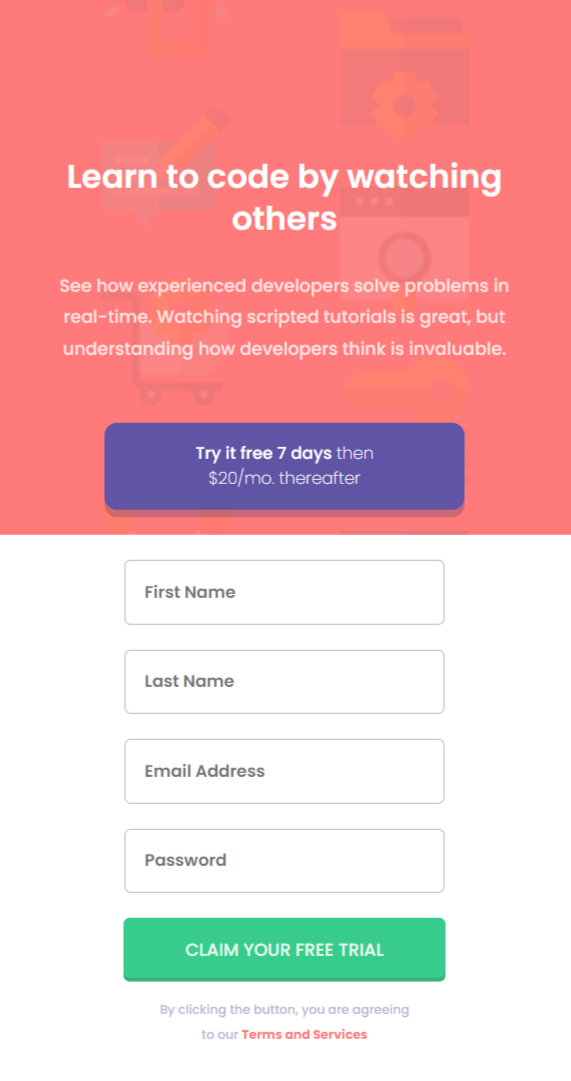 Learn to code by watching
others
See how experienced developers solve problems in
real-time. Watching scripted tutorials is great, but
understanding how developers think is invaluable.
Try it free 7 days then
$20/mo. thereafter
First Name
Last Name
Email Address
Password
CLAIM YOUR FREE TRIAL
By clicking the button, you are agreeing
to our Terms and Services